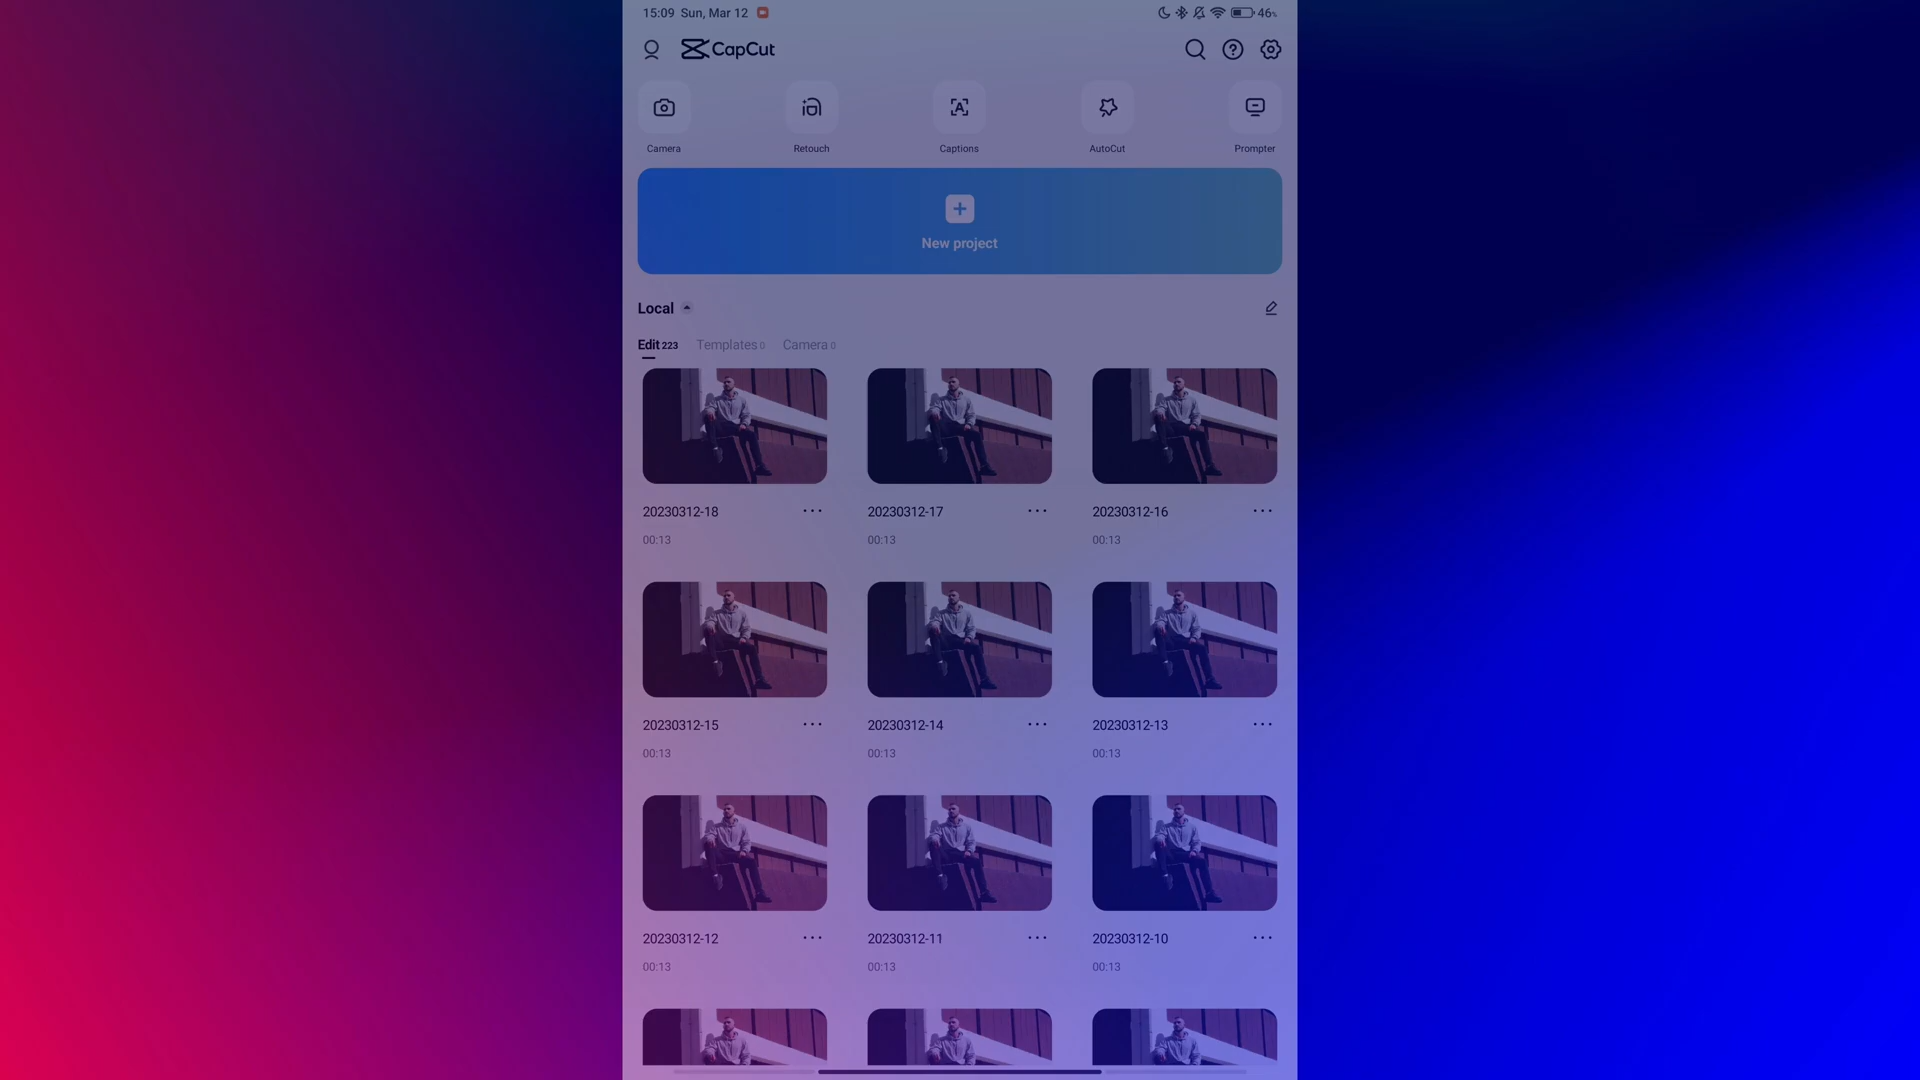 15:09 Sun, Mar 12 46%
CapCut
Camera Retouch Captions AutoCut Prompter
New project
Local
Edit 223 Templates 0 Camera 0
20230312-18 20230312-17 20230312-16
00:13 00:13 00:13
20230312-15 20230312-14 20230312-13
00:13 00:13 00:13
20230312-12 20230312-11 20230312-10
00:13 00:13 00:13